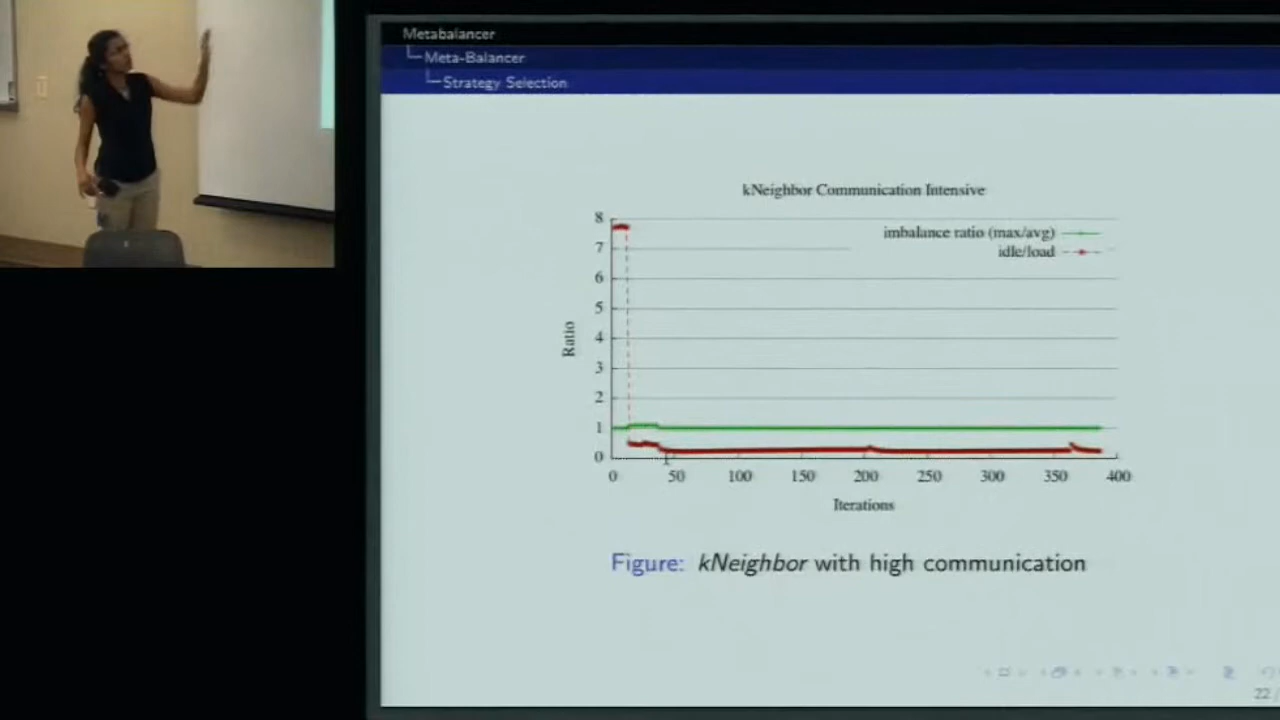 Metabalancer
Meta-Balancer
Strategy Selection
kNeighbor Communication Intensive
imbalance ratio (max/avg)
idle/load
8
7
6
5
4
3
2
1
0
Ratio
0 50 100 150 200 250 300 350 400
Iterations
Figure: kNeighbor with high communication
22 /